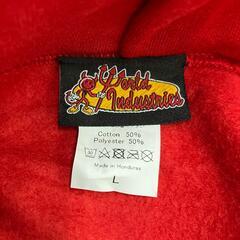 World
Industries
Cotton 50%
Polyester 50%
Made in Honduras
L